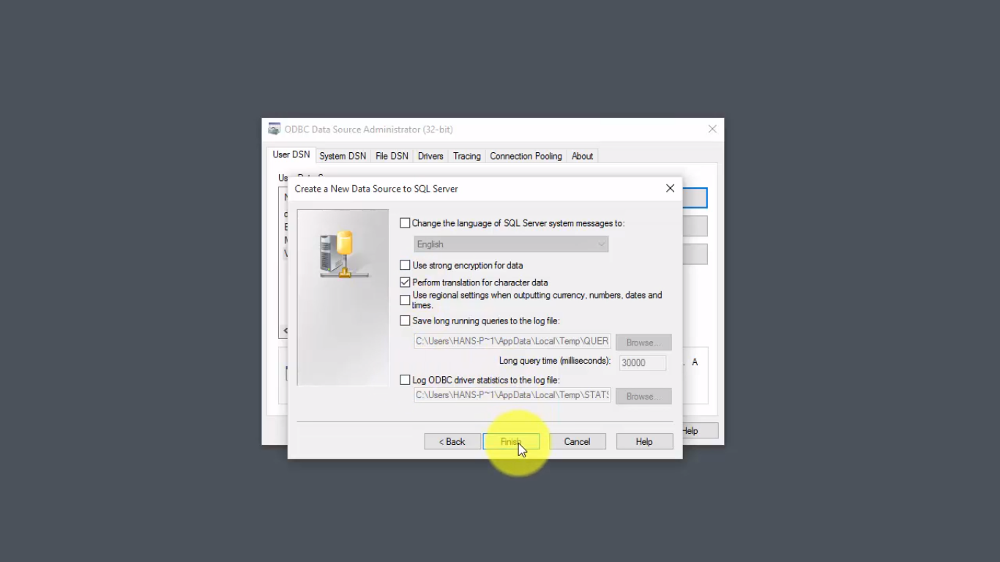 ODBC Data Source Administrator (32-bit)
User DSN System DSN File DSN Drivers Tracing Connection Pooling About
Create a New Data Source to SQL Server
Change the language of SQL Server system messages to:
English
Use strong encryption for data
Perform translation for character data
Use regional settings when outputting currency, numbers, dates and
times.
Save long running queries to the log file:
C:\Users\HANS-P~1\AppData\Local\Temp\QUER
Browse...
Long query time (milliseconds):
30000
. A
Log ODBC driver statistics to the log file:
C:\Users\HANS-P~1\AppData\Local\Temp\STATS
Browse...
Help
< Back Finish Cancel Help